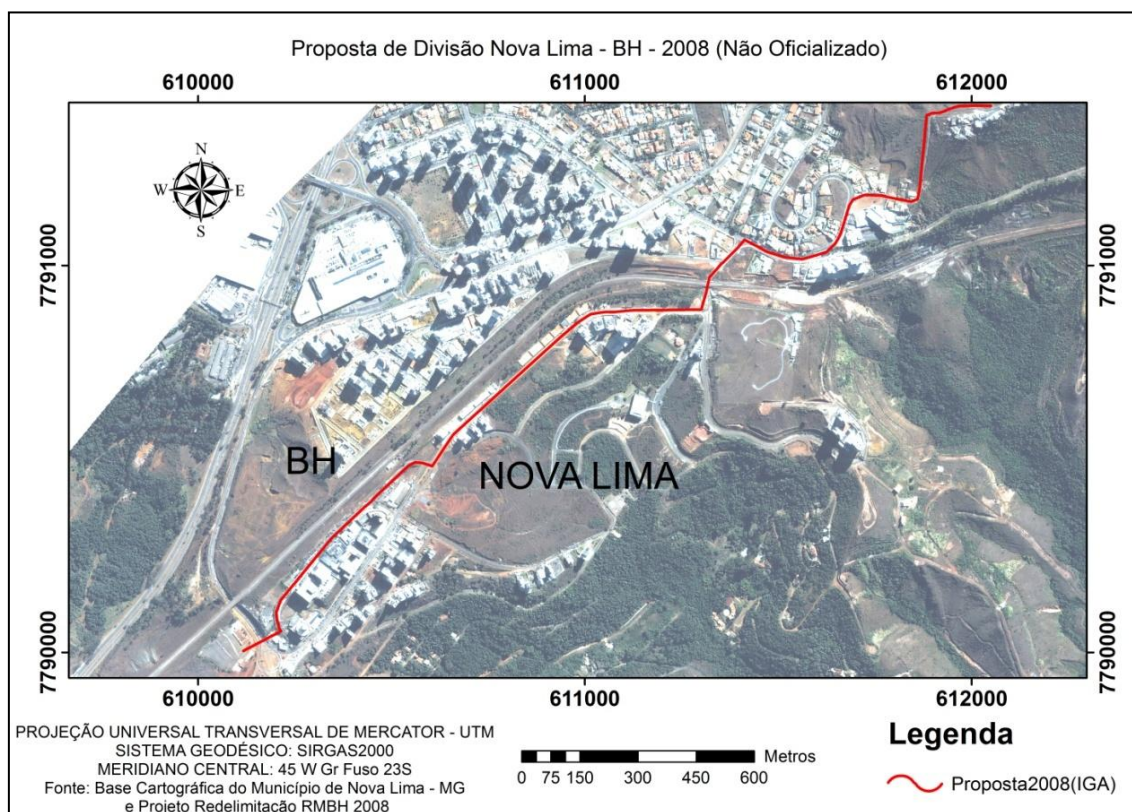 Proposta de Divisão Nova Lima - BH - 2008 (Não Oficializado)
610000 611000 612000
N
W E
S
7791000 7791000
BH NOVA LIMA
7790000 7790000
610000 611000 612000
PROJEÇÃO UNIVERSAL TRANSVERSAL DE MERCATOR - UTM
SISTEMA GEODÉSICO: SIRGAS2000
MERIDIANO CENTRAL: 45 W Gr Fuso 23S
Fonte: Base Cartográfica do Município de Nova Lima - MG
e Projeto Redelimitação RMBH 2008
Metros
0 75 150 300 450 600
Legenda
Proposta2008(IGA)